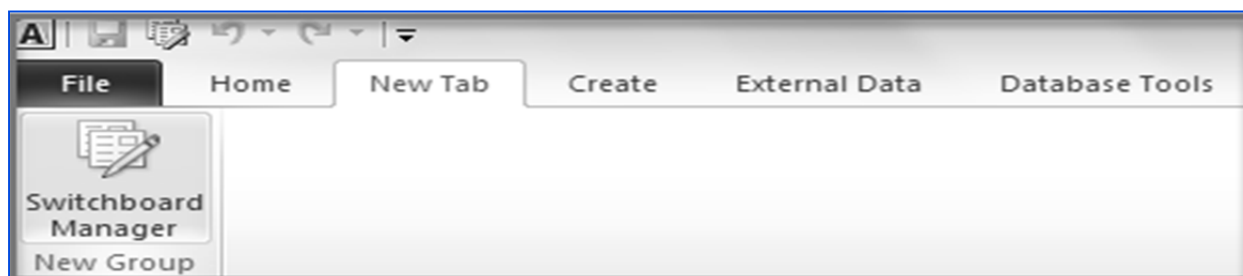 A
File Home New Tab Create External Data Database Tools
Switchboard
Manager
New Group